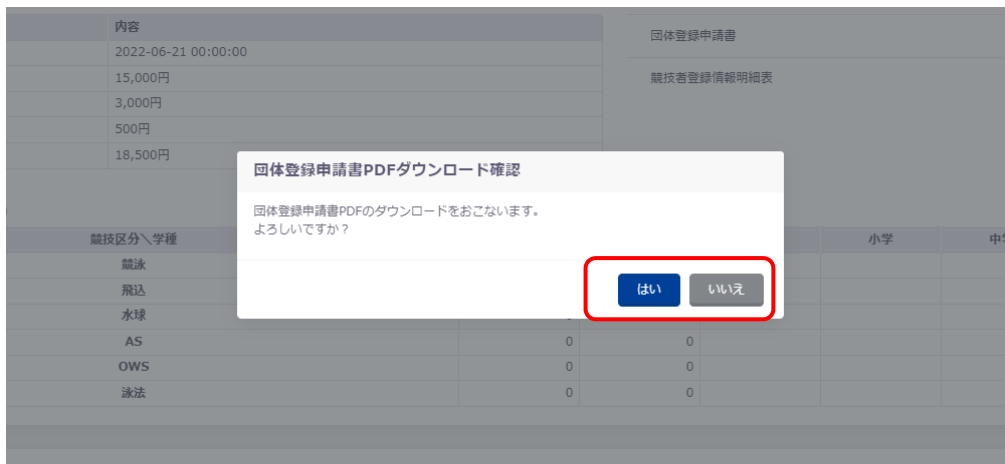 内容
団体登録申請書
2022-06-21 00:00:00
15,000円
競技者登録情報明細表
3,000円
500円
18,500円
団体登録申請書PDFダウンロード確認
団体登録申請書PDFのダウンロードをおこないます。
よろしいですか？
競技区分＼学種 小学
競泳
飛込
はい いいえ
水球
AS 0 0
OWS 0 0
泳法 0 0